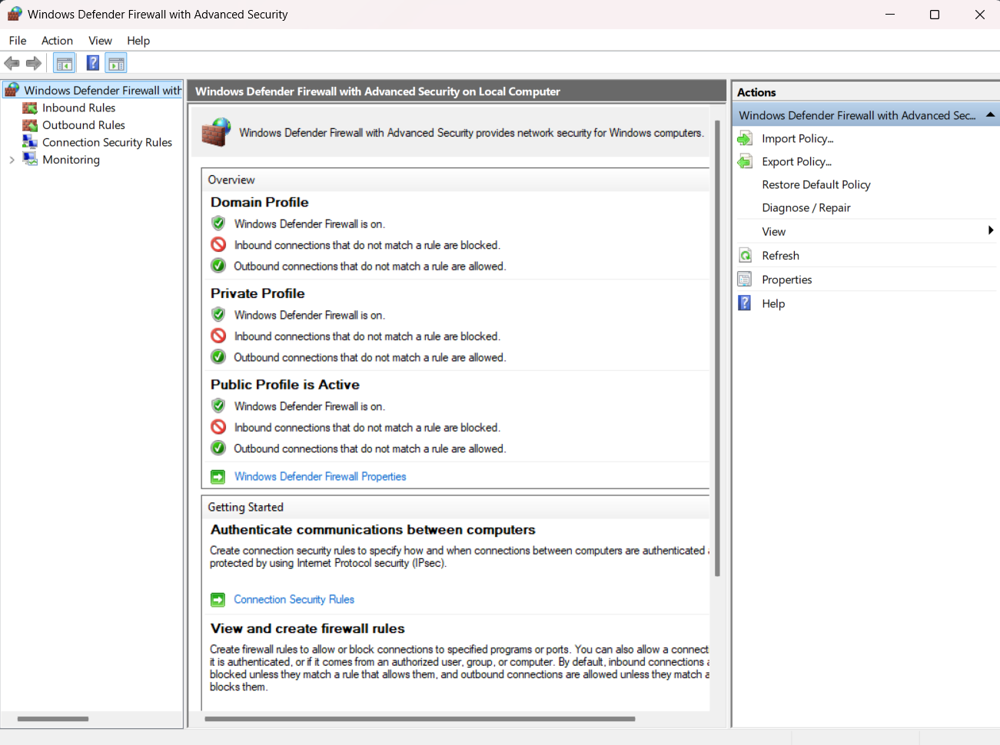 Windows Defender Firewall with Advanced Security
File Action View Help
Windows Defender Firewall with
Inbound Rules
Outbound Rules
Connection Security Rules
Monitoring
Windows Defender Firewall with Advanced Security on Local Computer
Windows Defender Firewall with Advanced Security provides network security for Windows computers.
Overview
Domain Profile
Windows Defender Firewall is on.
Inbound connections that do not match a rule are blocked.
Outbound connections that do not match a rule are allowed.
Private Profile
Windows Defender Firewall is on.
Inbound connections that do not match a rule are blocked.
Outbound connections that do not match a rule are allowed.
Public Profile is Active
Windows Defender Firewall is on.
Inbound connections that do not match a rule are blocked.
Outbound connections that do not match a rule are allowed.
Windows Defender Firewall Properties
Getting Started
Authenticate communications between computers
Create connection security rules to specify how and when connections between computers are authenticated
protected by using Internet Protocol security (IPsec).
Connection Security Rules
View and create firewall rules
Create firewall rules to allow or block connections to specified programs or ports. You can also allow a connect
it is authenticated, or if it comes from an authorized user, group, or computer. By default, inbound connections
blocked unless they match a rule that allows them, and outbound connections are allowed unless they match a
blocks them.
Actions
Windows Defender Firewall with Advanced Sec...
Import Policy...
Export Policy...
Restore Default Policy
Diagnose / Repair
View
Refresh
Properties
Help